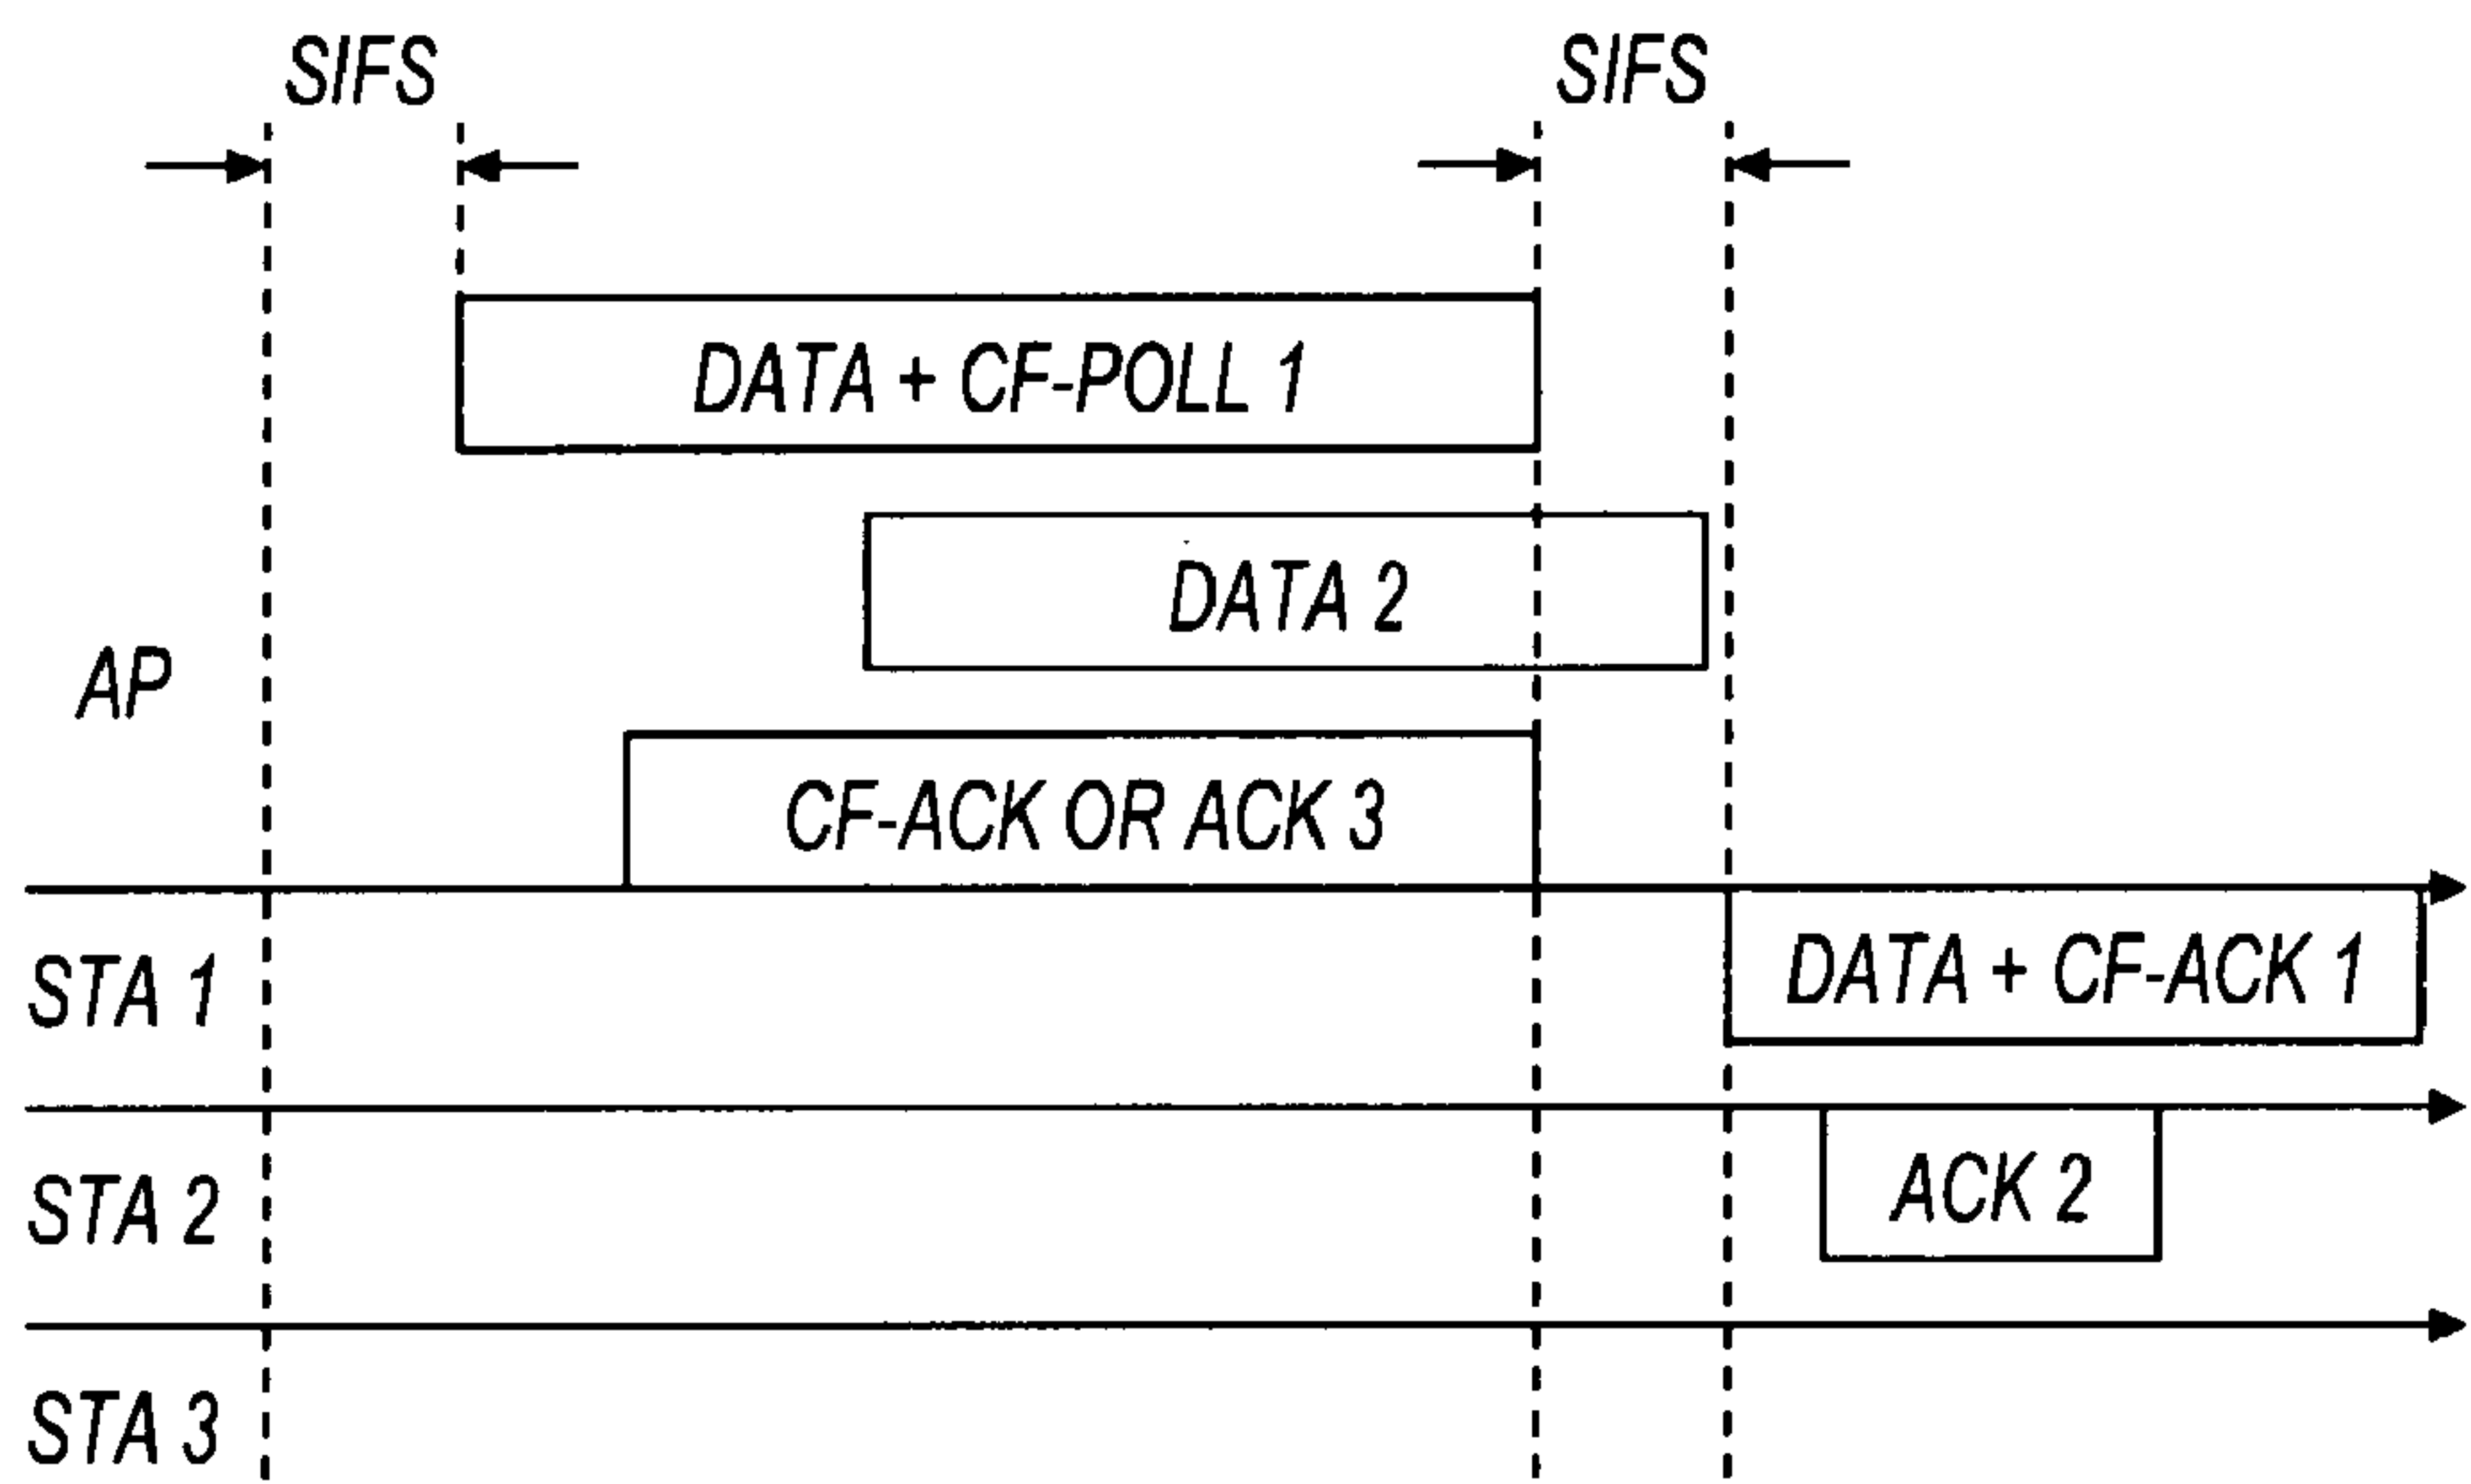 SIFS
SIFS
DATA + CF-POLL 1
DATA 2
AP
CF-ACK OR ACK 3
STA 1
DATA + CF-ACK 1
STA 2
ACK 2
STA 3